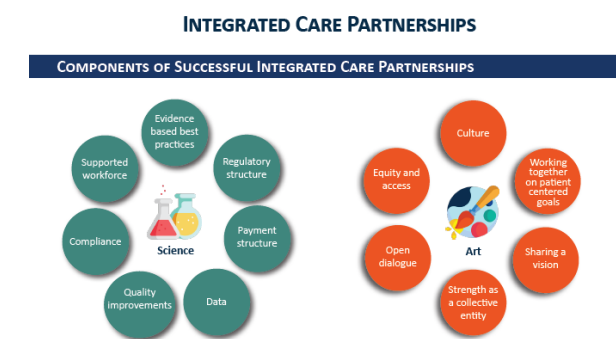 INTEGRATED CARE PARTNERSHIPS
COMPONENTS OF SUCCESSFUL INTEGRATED CARE PARTNERSHIPS
Evidence
based best
practices
Regulatory
structure
Payment
structure
Data
Quality
improvements
Compliance
Supported
workforce
Science
Culture
Working
together
on patient
centered
goals
Sharing a
vision
Strength as
a collective
entity
Open
dialogue
Equity and
access
Art